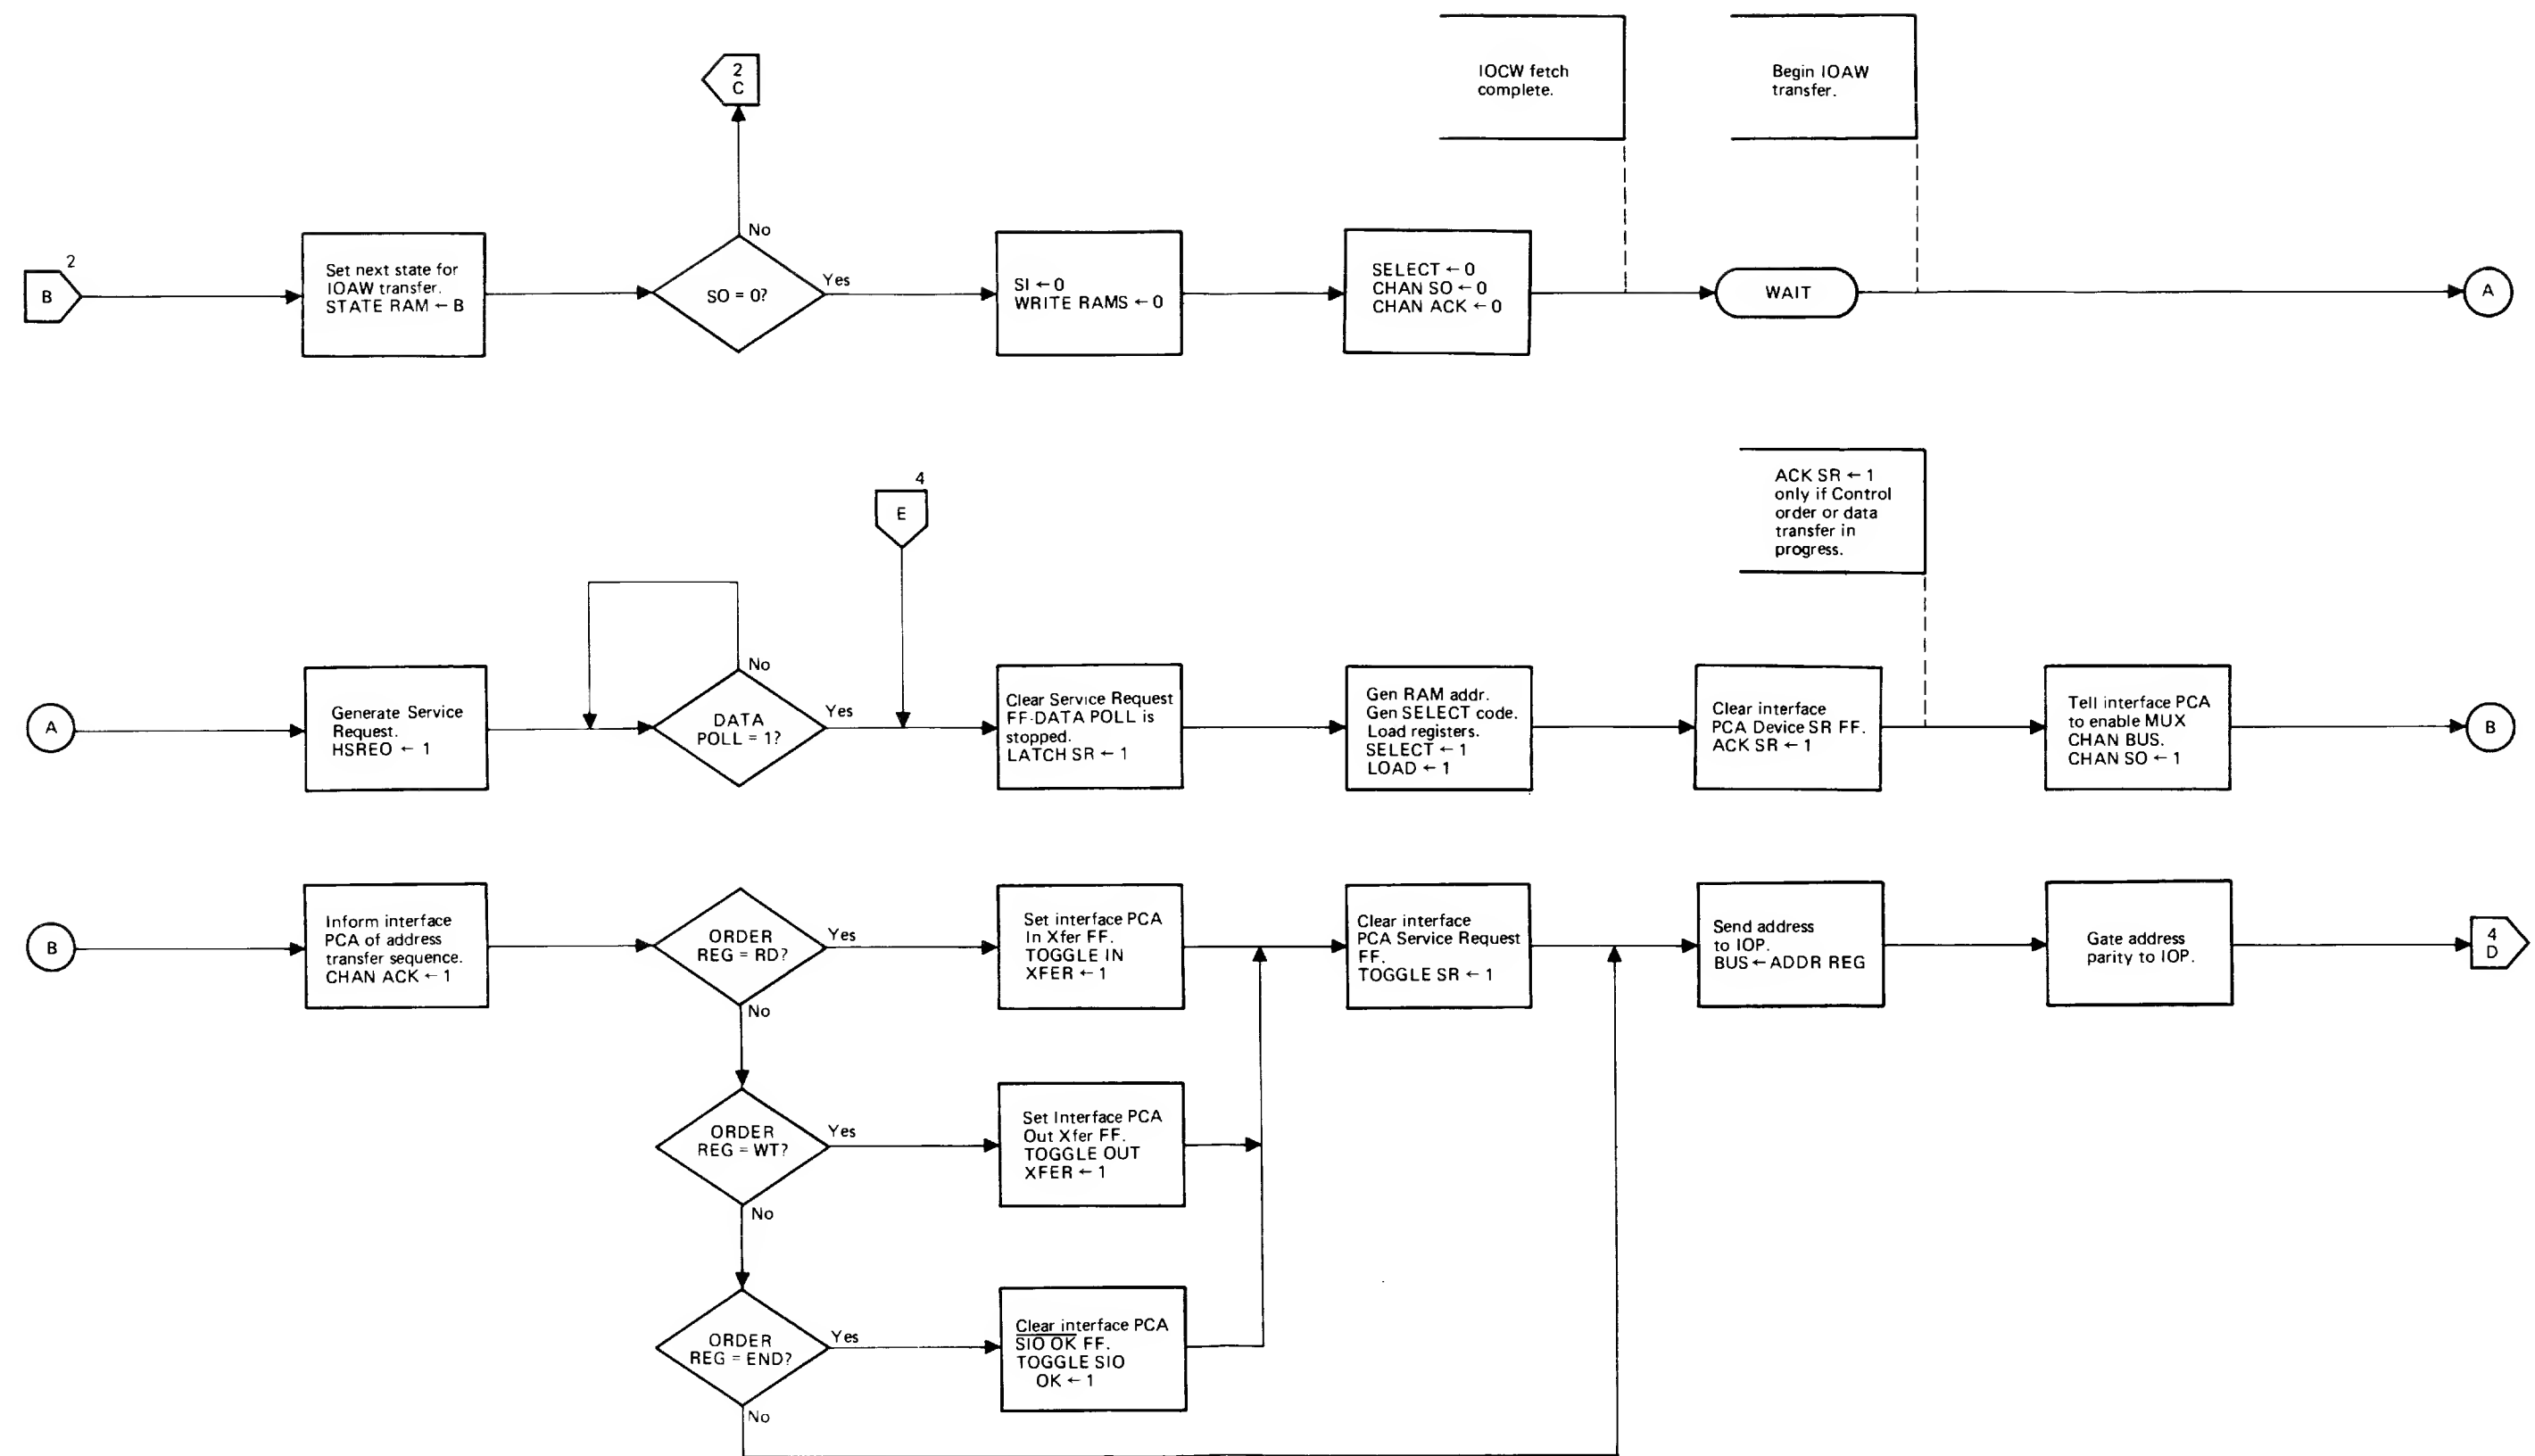 2
C
IOCW fetch
complete.
Begin IOAW
transfer.
2
B
Set next state for
IOAW transfer.
STATE RAM ← B
No
SO = 0?
Yes
SI ← 0
WRITE RAMS ← 0
SELECT ← 0
CHAN SO ← 0
CHAN ACK ← 0
WAIT
A
4
E
ACK SR ← 1
only if Control
order or data
transfer in
progress.
A
Generate Service
Request.
HSREO ← 1
No
DATA
POLL = 1?
Yes
Clear Service Request
FF-DATA POLL is
stopped.
LATCH SR ← 1
Gen RAM addr.
Gen SELECT code.
Load registers.
SELECT ← 1
LOAD ← 1
Clear interface
PCA Device SR FF.
ACK SR ← 1
Tell interface PCA
to enable MUX
CHAN BUS.
CHAN SO ← 1
B
B
Inform interface
PCA of address
transfer sequence.
CHAN ACK ← 1
ORDER
REG = RD?
Yes
No
Set interface PCA
In Xfer FF.
TOGGLE IN
XFER ← 1
Clear interface
PCA Service Request
FF.
TOGGLE SR ← 1
Send address
to IOP.
BUS ← ADDR REG
Gate address
parity to IOP.
4
D
ORDER
REG = WT?
Yes
No
Set Interface PCA
Out Xfer FF.
TOGGLE OUT
XFER ← 1
ORDER
REG = END?
Yes
No
Clear interface PCA
SIO OK FF.
TOGGLE SIO
OK ← 1